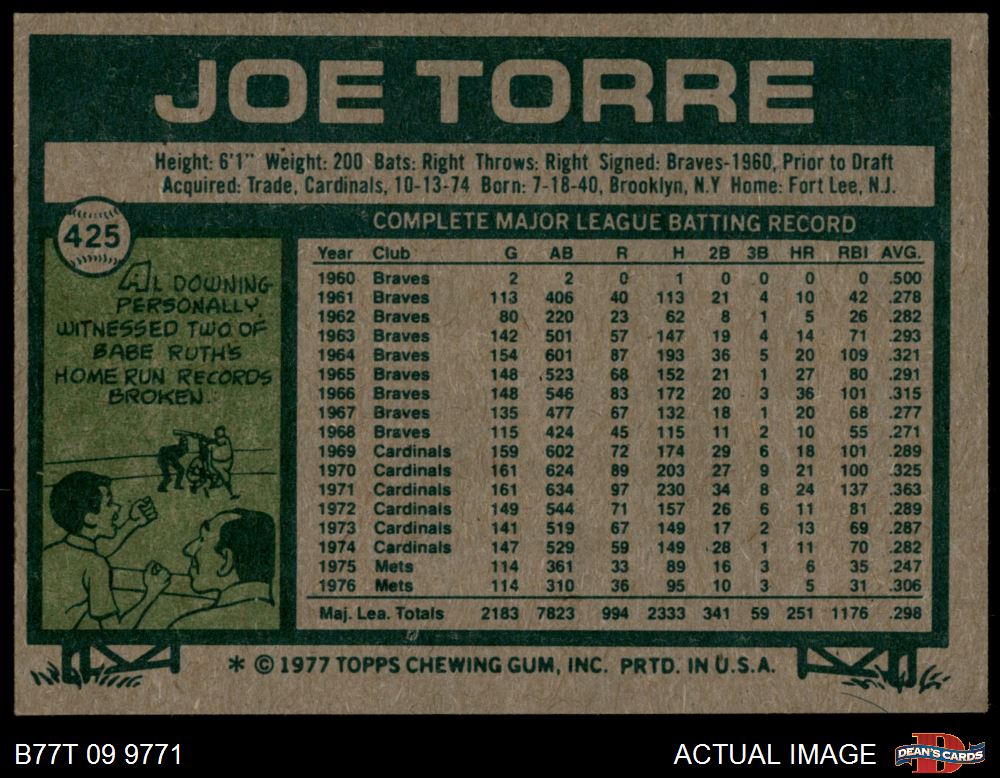 JOE TORRE
Height: 6'1" Weight: 200 Bats: Right Throws: Right Signed: Braves-1960, Prior to Draft
Acquired: Trade, Cardinals, 10-13-74 Born: 7-18-40, Brooklyn, N.Y Home: Fort Lee, N.J.
425
AL DOWNING
PERSONALLY
WITNESSED TWO OF
BABE RUTH'S
HOME RUN RECORDS
BROKEN.
COMPLETE MAJOR LEAGUE BATTING RECORD
Year Club G AB R H 2B 3B HR RBI AVG.
1960 Braves 2 2 0 1 0 0 0 0 .500
1961 Braves 113 406 40 113 21 4 10 42 .278
1962 Braves 80 220 23 62 8 1 5 26 .282
1963 Braves 142 501 57 147 19 4 14 71 .293
1964 Braves 154 601 87 193 36 5 20 109 .321
1965 Braves 148 523 68 152 21 1 27 80 .291
1966 Braves 148 546 83 172 20 3 36 101 .315
1967 Braves 135 477 67 132 18 1 20 68 .277
1968 Braves 115 424 45 115 11 2 10 55 .271
1969 Cardinals 159 602 72 174 29 6 18 101 .289
1970 Cardinals 161 624 89 203 27 9 21 100 .325
1971 Cardinals 161 634 97 230 34 8 24 137 .363
1972 Cardinals 149 544 71 157 26 6 11 81 .289
1973 Cardinals 141 519 67 149 17 2 13 69 .287
1974 Cardinals 147 529 59 149 28 1 11 70 .282
1975 Mets 114 361 33 89 16 3 6 35 .247
1976 Mets 114 310 36 95 10 3 5 31 .306
Maj. Lea. Totals 2183 7823 994 2333 341 59 251 1176 .298
* © 1977 TOPPS CHEWING GUM, INC. PRTD. IN U.S.A.
B77T 09 9771
ACTUAL IMAGE
DEAN'S CARDS